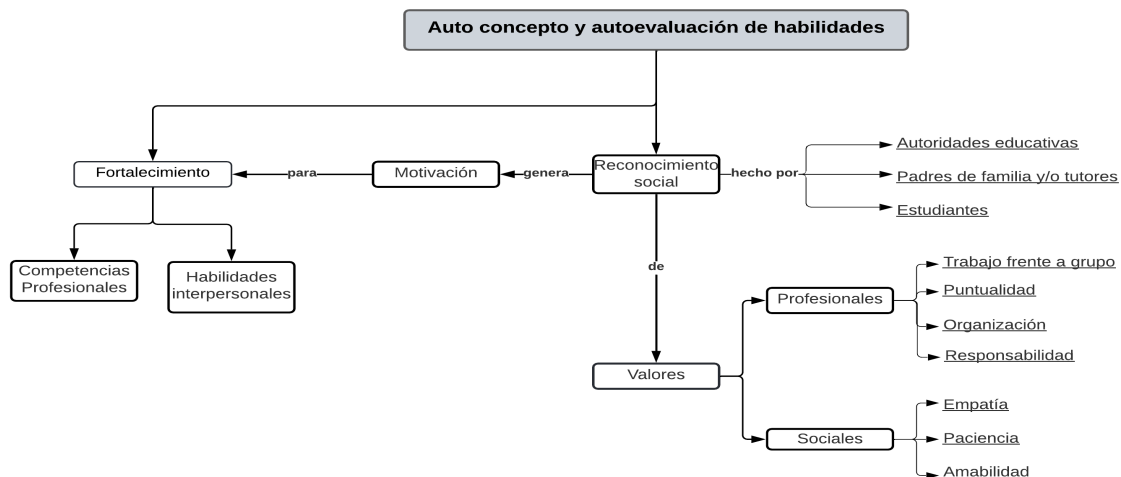 Auto concepto y autoevaluación de habilidades
Fortalecimiento
para
Motivación
genera
Reconocimiento
social
hecho por
Autoridades educativas
Padres de familia y/o tutores
Estudiantes
Competencias
Profesionales
Habilidades
interpersonales
de
Valores
Profesionales
Trabajo frente a grupo
Puntualidad
Organización
Responsabilidad
Sociales
Empatía
Paciencia
Amabilidad